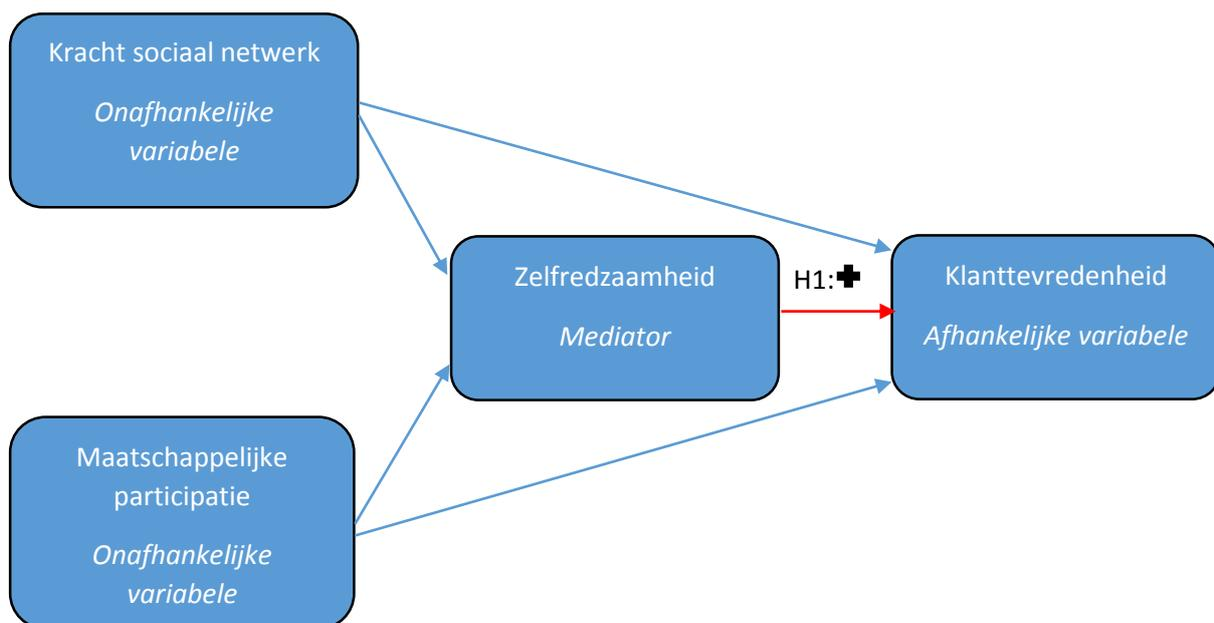 Kracht sociaal netwerk
Onafhankelijke
variabele
Zelfredzaamheid
Mediator
H1:✚
Klanttevredenheid
Afhankelijke variabele
Maatschappelijke
participatie
Onafhankelijke
variabele